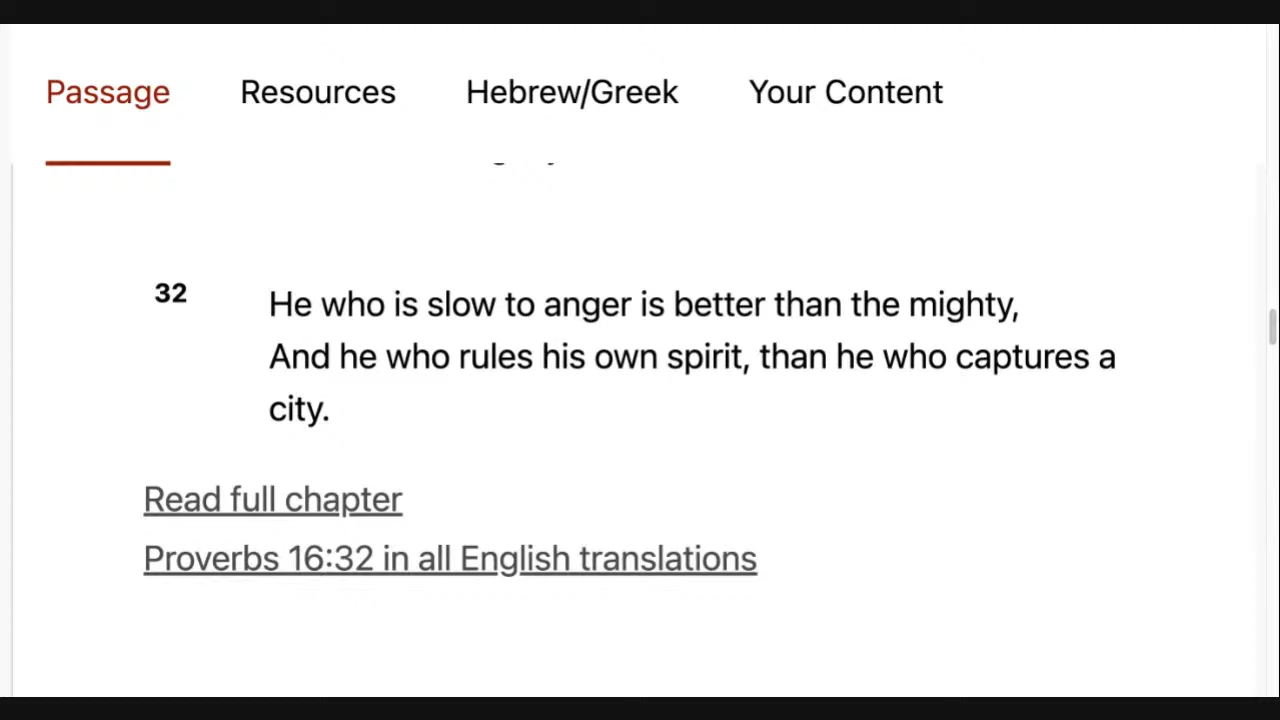 Passage Resources Hebrew/Greek Your Content
32 He who is slow to anger is better than the mighty,
And he who rules his own spirit, than he who captures a
city.
Read full chapter
Proverbs 16:32 in all English translations